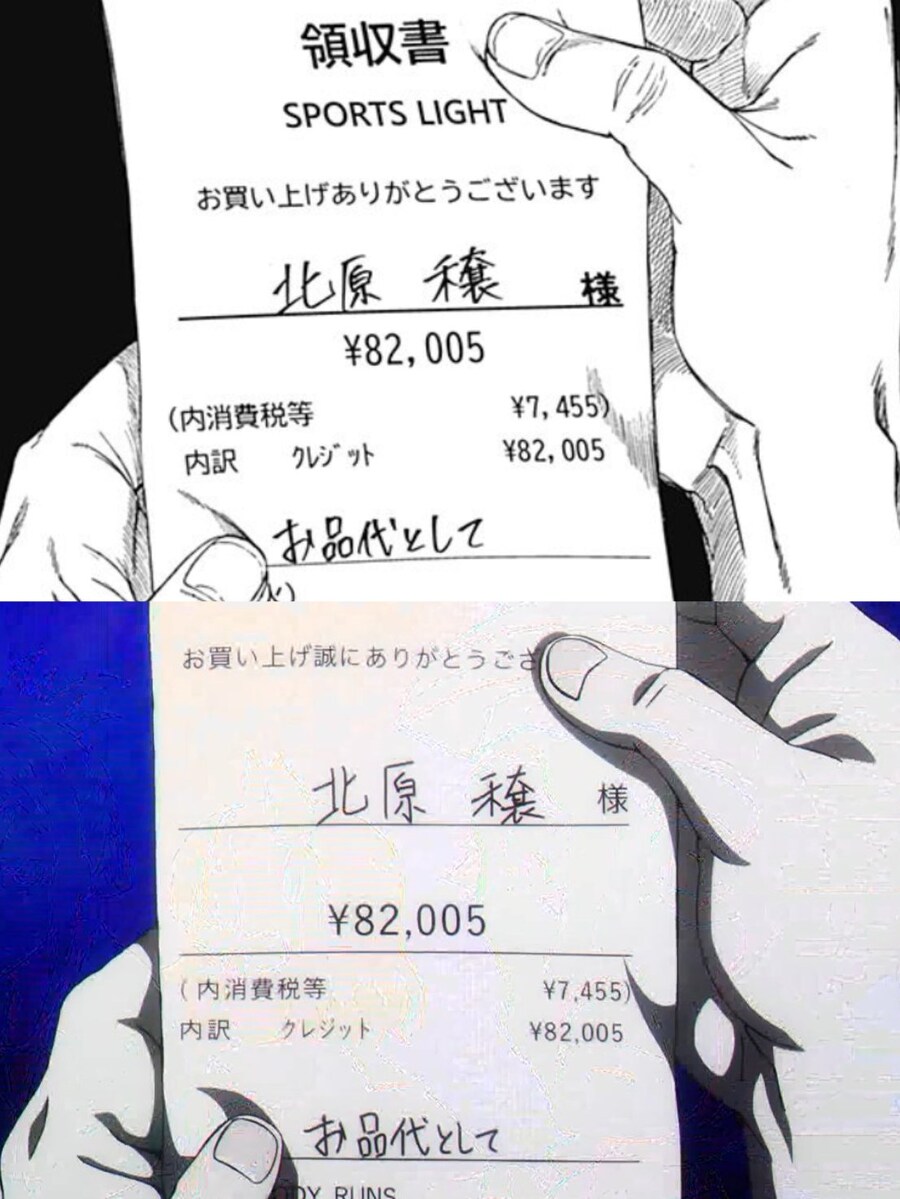 領収書
SPORTS LIGHT
お買い上げありがとうございます
北原 穣 様
¥82,005
(内消費税等 ¥7,455)
内訳 クレジット ¥82,005
お品代として
お買い上げ誠にありがとうござ
北原 穣 様
¥82,005
(内消費税等 ¥7,455)
内訳 クレジット ¥82,005
お品代として
RUNS